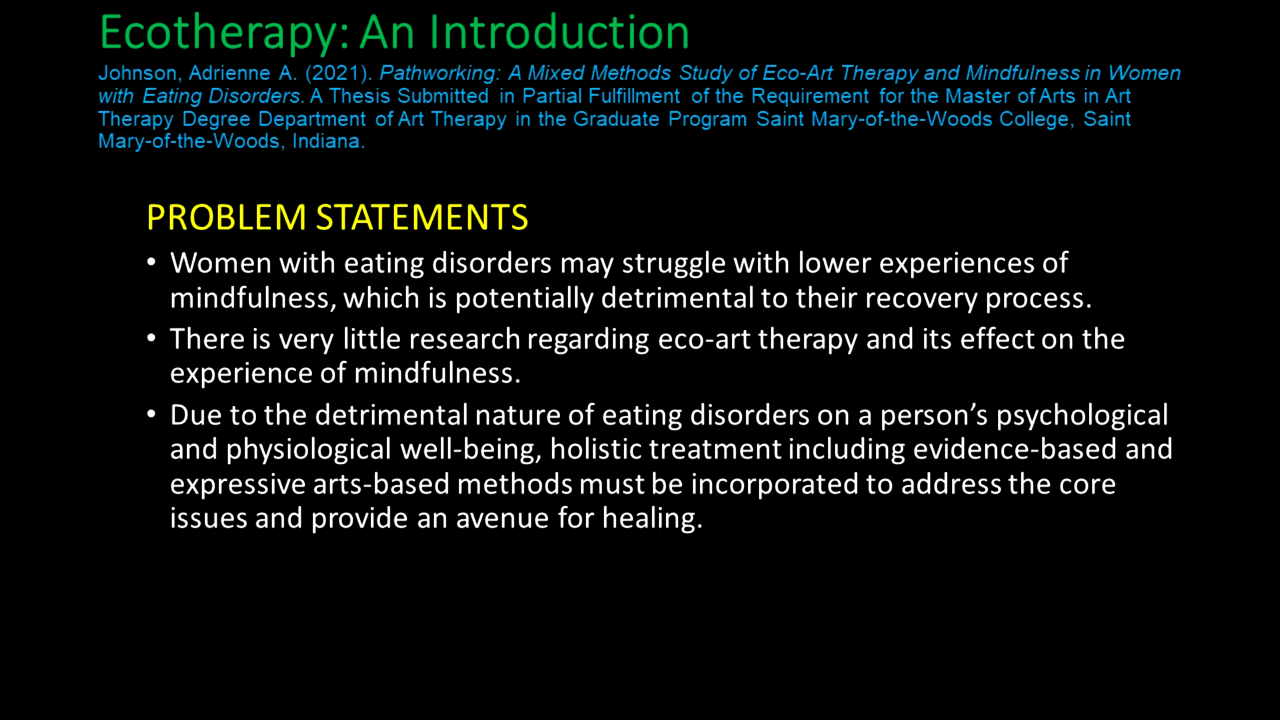 Ecotherapy: An Introduction
Johnson, Adrienne A. (2021). Pathworking: A Mixed Methods Study of Eco-Art Therapy and Mindfulness in Women
with Eating Disorders. A Thesis Submitted in Partial Fulfillment of the Requirement for the Master of Arts in Art
Therapy Degree Department of Art Therapy in the Graduate Program Saint Mary-of-the-Woods College, Saint
Mary-of-the-Woods, Indiana.
PROBLEM STATEMENTS
• Women with eating disorders may struggle with lower experiences of
mindfulness, which is potentially detrimental to their recovery process.
• There is very little research regarding eco-art therapy and its effect on the
experience of mindfulness.
• Due to the detrimental nature of eating disorders on a person’s psychological
and physiological well-being, holistic treatment including evidence-based and
expressive arts-based methods must be incorporated to address the core
issues and provide an avenue for healing.